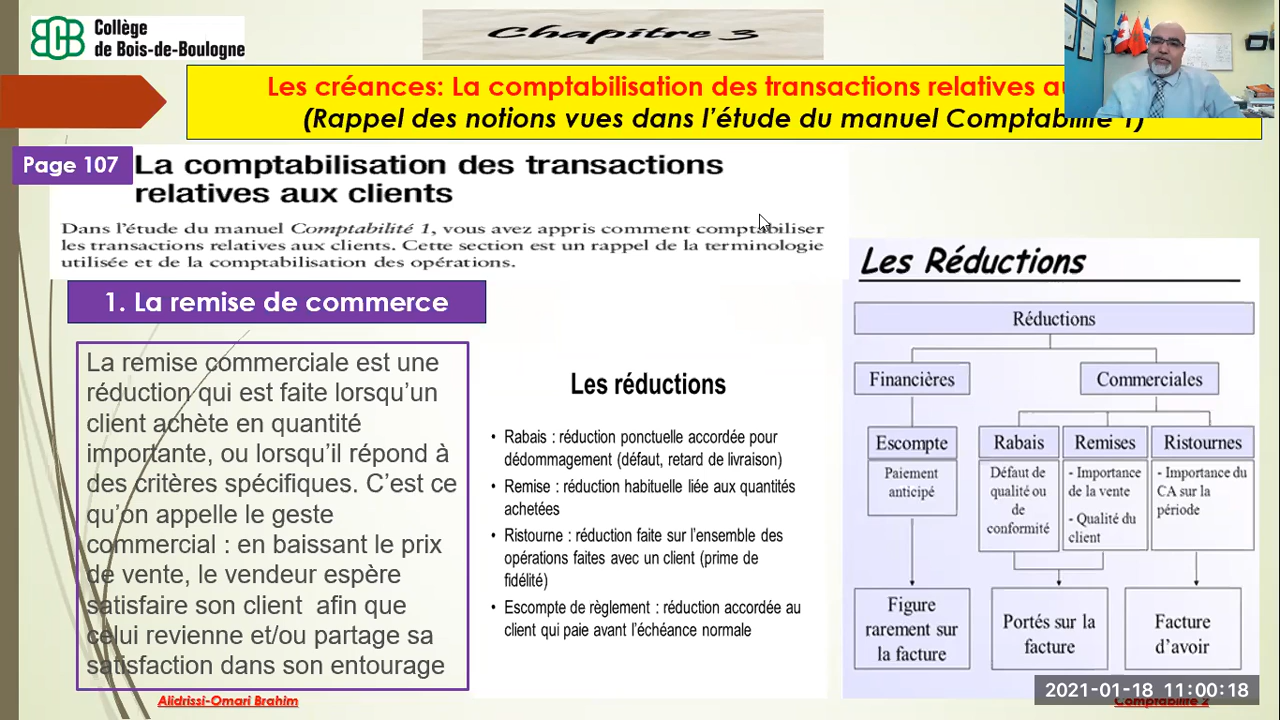 Collège
de Bois-de-Boulogne
Chapitre 3
Les créances: La comptabilisation des transactions relatives
(Rappel des notions vues dans l’étude du manuel Comptabilité 1)
Page 107
La comptabilisation des transactions
relatives aux clients
Dans l’étude du manuel Comptabilité 1, vous avez appris comment comptabiliser
les transactions relatives aux clients. Cette section est un rappel de la terminologie
utilisée et de la comptabilisation des opérations.
1. La remise de commerce
La remise commerciale est une
réduction qui est faite lorsqu’un
client achète en quantité
importante, ou lorsqu’il répond à
des critères spécifiques. C’est ce
qu’on appelle le geste
commercial : en baissant le prix
de vente, le vendeur espère
satisfaire son client afin que
celui revienne et/ou partage sa
satisfaction dans son entourage
Les réductions
• Rabais : réduction ponctuelle accordée pour
dédommagement (défaut, retard de livraison)
• Remise : réduction habituelle liée aux quantités
achetées
• Ristourne : réduction faite sur l’ensemble des
opérations faites avec un client (prime de
fidélité)
• Escompte de règlement : réduction accordée au
client qui paie avant l’échéance normale
Les Réductions
Réductions
Financières
Commerciales
Escompte
Rabais
Remises
Ristournes
Paiement
anticipé
Défaut de
qualité ou
de
conformité
- Importance
de la vente
- Qualité du
client
- Importance du
CA sur la
période
Figure
rarement sur
la facture
Portés sur la
facture
Facture
d’avoir
Alidrissi-Omari Brahim
Comptabilité 2
2021-01-18 11:00:18